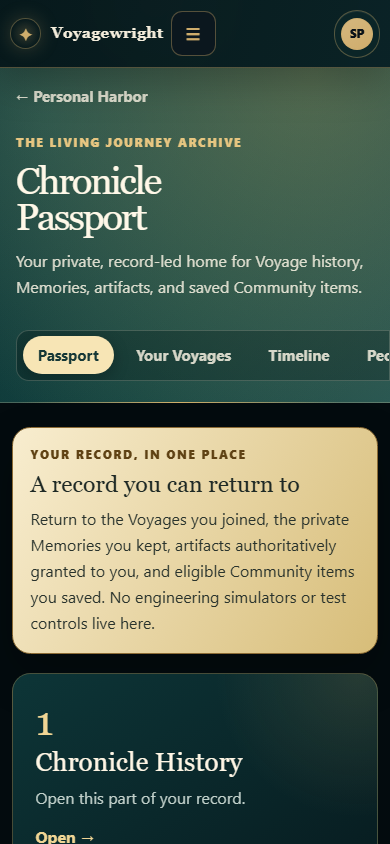 Voyagewright
SP
← Personal Harbor
THE LIVING JOURNEY ARCHIVE
Chronicle
Passport
Your private, record-led home for Voyage history,
Memories, artifacts, and saved Community items.
Passport Your Voyages Timeline
YOUR RECORD, IN ONE PLACE
A record you can return to
Return to the Voyages you joined, the private
Memories you kept, artifacts authoritatively
granted to you, and eligible Community items
you saved. No engineering simulators or test
controls live here.
1
Chronicle History
Open this part of your record.
Open →